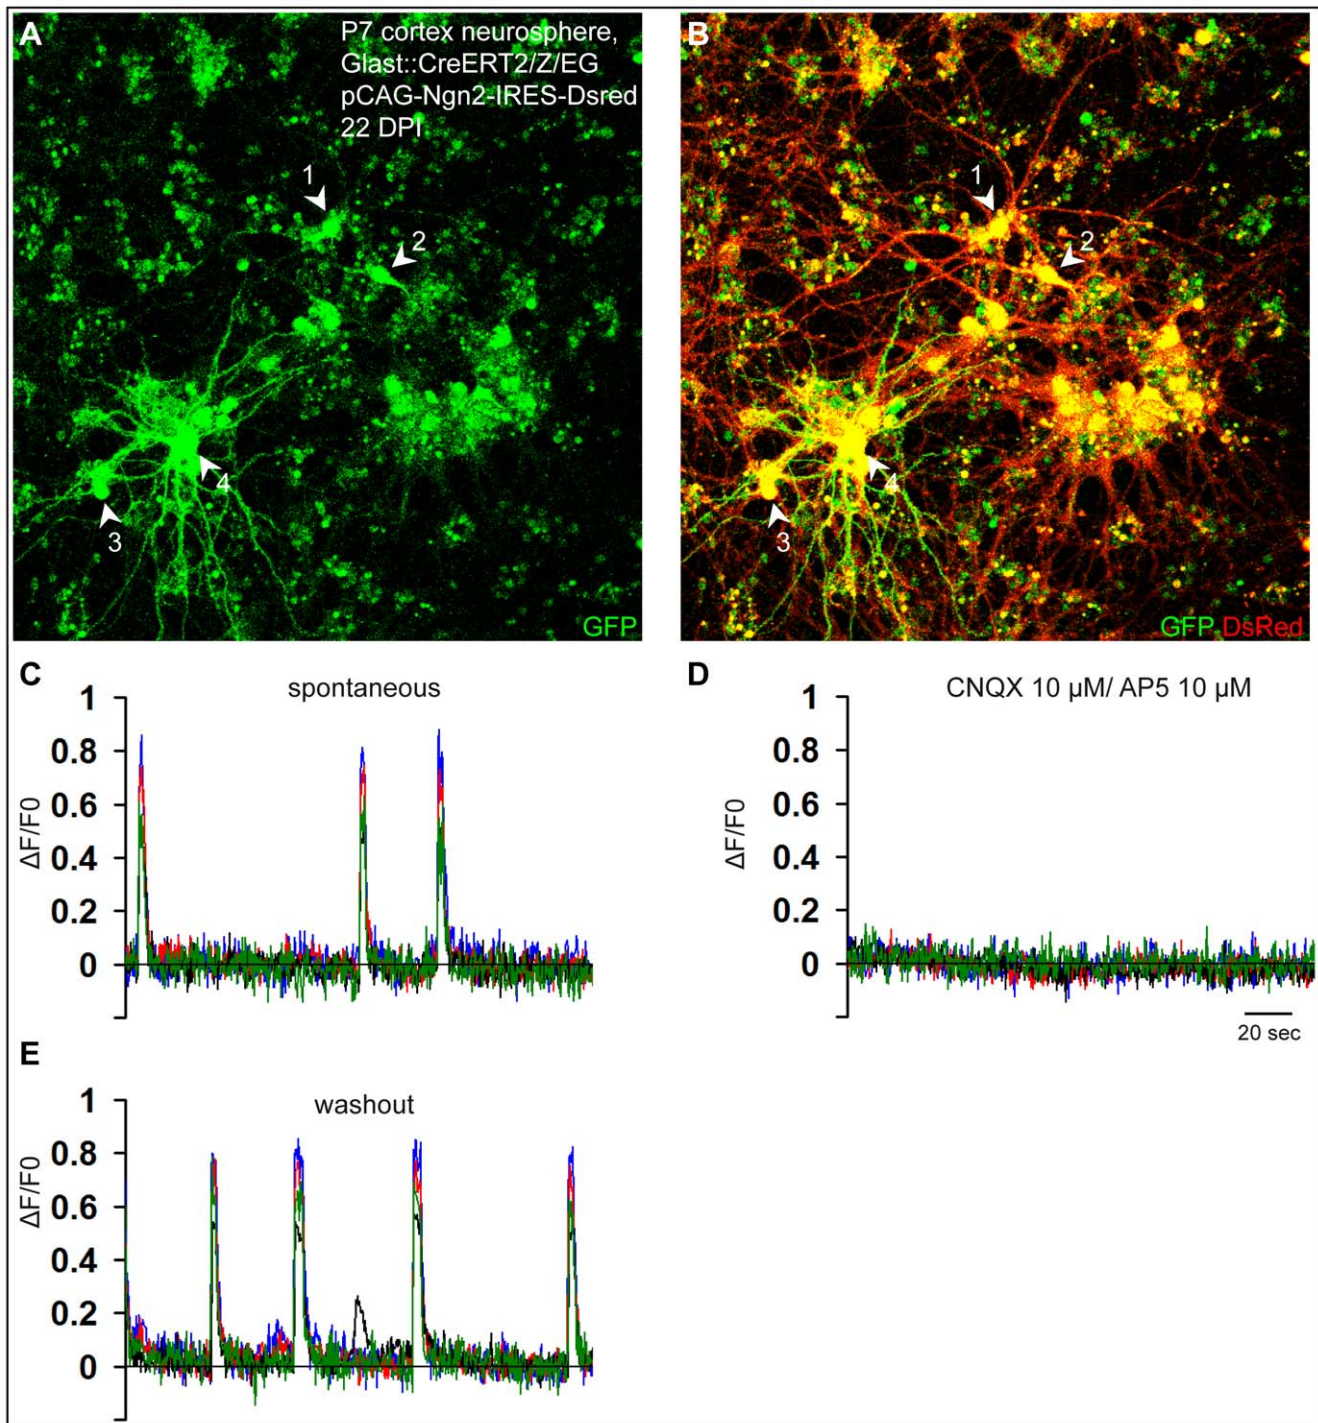 A
P7 cortex neurosphere,
Glast::CreERT2/Z/EG
pCAG-Ngn2-IRES-Dsred
22 DPI
1
2
3
4
GFP
B
1
2
3
4
GFP DsRed
C
spontaneous
1
0.8
0.6
0.4
0.2
0
ΔF/F0
D
CNQX 10 µM/ AP5 10 µM
1
0.8
0.6
0.4
0.2
0
ΔF/F0
20 sec
E
washout
1
0.8
0.6
0.4
0.2
0
ΔF/F0